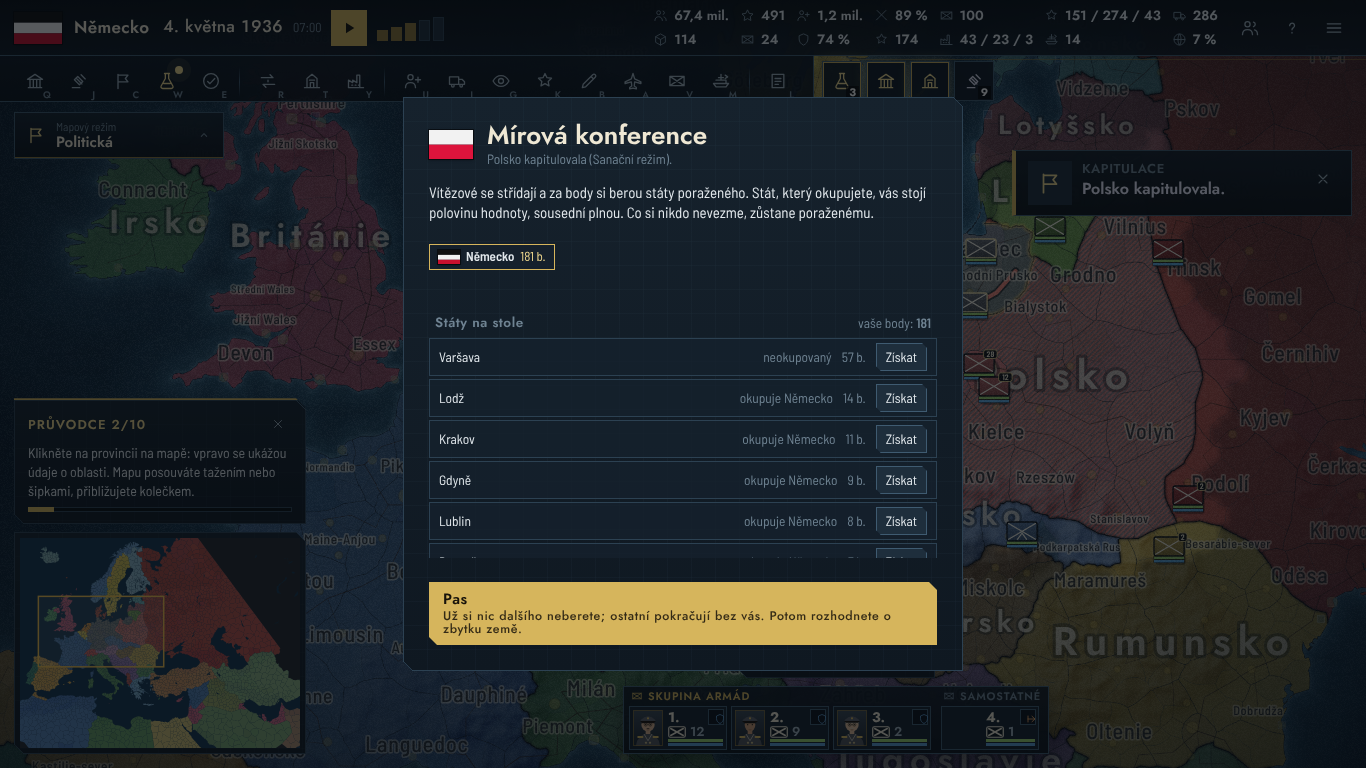 Německo 4. května 1936 07:00
67,4 mil. 491 1,2 mil. 89 % 100 151 / 274 / 43 286
114 24 74 % 174 43 / 23 / 3 14 7 %
?
Q J C W E R T Y U L G K B A V M
3
9
Mapový režim
Politická
Connacht
Irsko
Británie
Jižní Skotsko
Střední Wales
Jižní Wales
Devon
Essex
Vidzeme
Pskov
Lotyšsko
KAPITULACE
Polsko kapitulovala.
Vilnius
Minsk
Grodno
Bialystok
Gomel
Černihiv
Kyjev
Kielce
Volyň
Rzeszów
Podolí
Stanislavov
Besarábie-sever
Maramureš
Oděsa
Rumunsko
Oltenie
Dobrudža
Mírová konference
Polsko kapitulovala (Sanační režim).
Vítězové se střídají a za body si berou státy poraženého. Stát, který okupujete, vás stojí
polovinu hodnoty, sousední plnou. Co si nikdo nevezme, zůstane poraženému.
Německo 181 b.
Státy na stole vaše body: 181
Varšava neokupovaný 57 b. Získat
Lodž okupuje Německo 14 b. Získat
Krakov okupuje Německo 11 b. Získat
Gdyně okupuje Německo 9 b. Získat
Lublin okupuje Německo 8 b. Získat
Pas
Už si nic dalšího neberete; ostatní pokračují bez vás. Potom rozhodnete o
zbytku země.
PRŮVODCE 2/10
Klikněte na provincii na mapě: vpravo se ukážou
údaje o oblasti. Mapu posouváte tažením nebo
šipkami, přibližujete kolečkem.
Maine-Anjou
Limousin
Dauphiné
Milán
Piemont
Languedoc
SKUPINA ARMÁD SAMOSTATNĚ
1. 2. 3. 4.
12 9 2 1